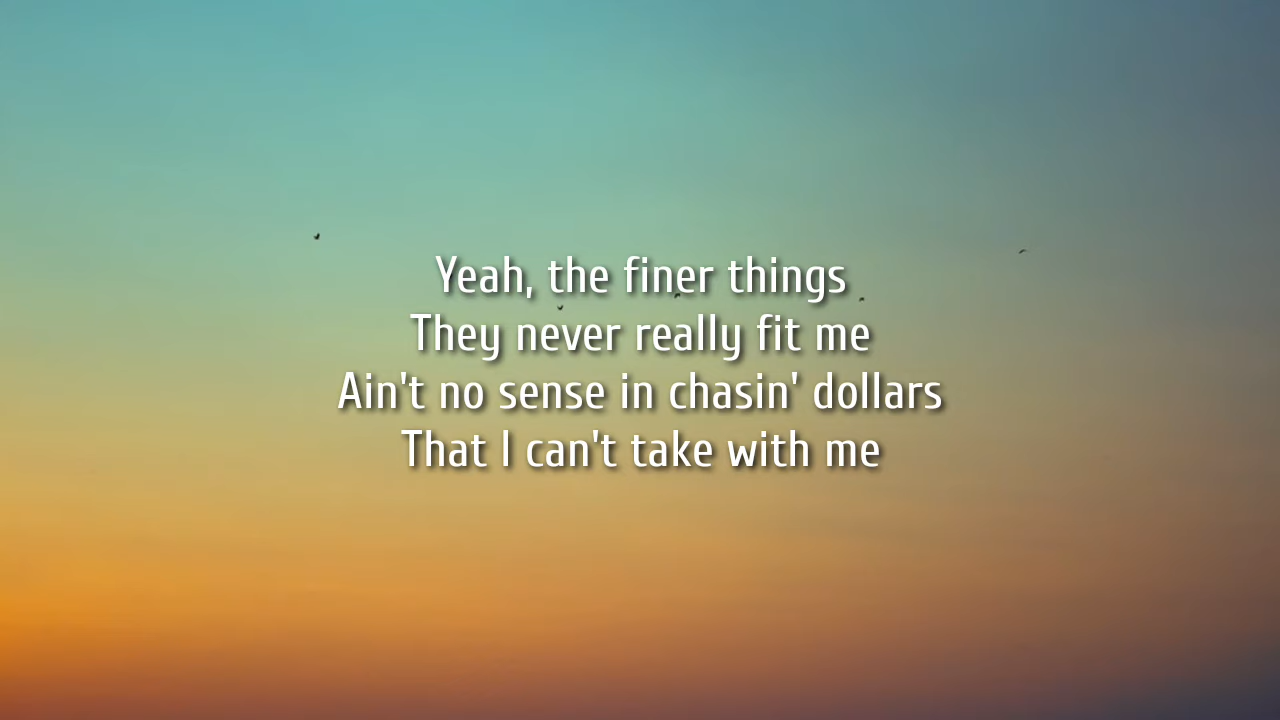 Yeah, the finer things
They never really fit me
Ain't no sense in chasin' dollars
That I can't take with me